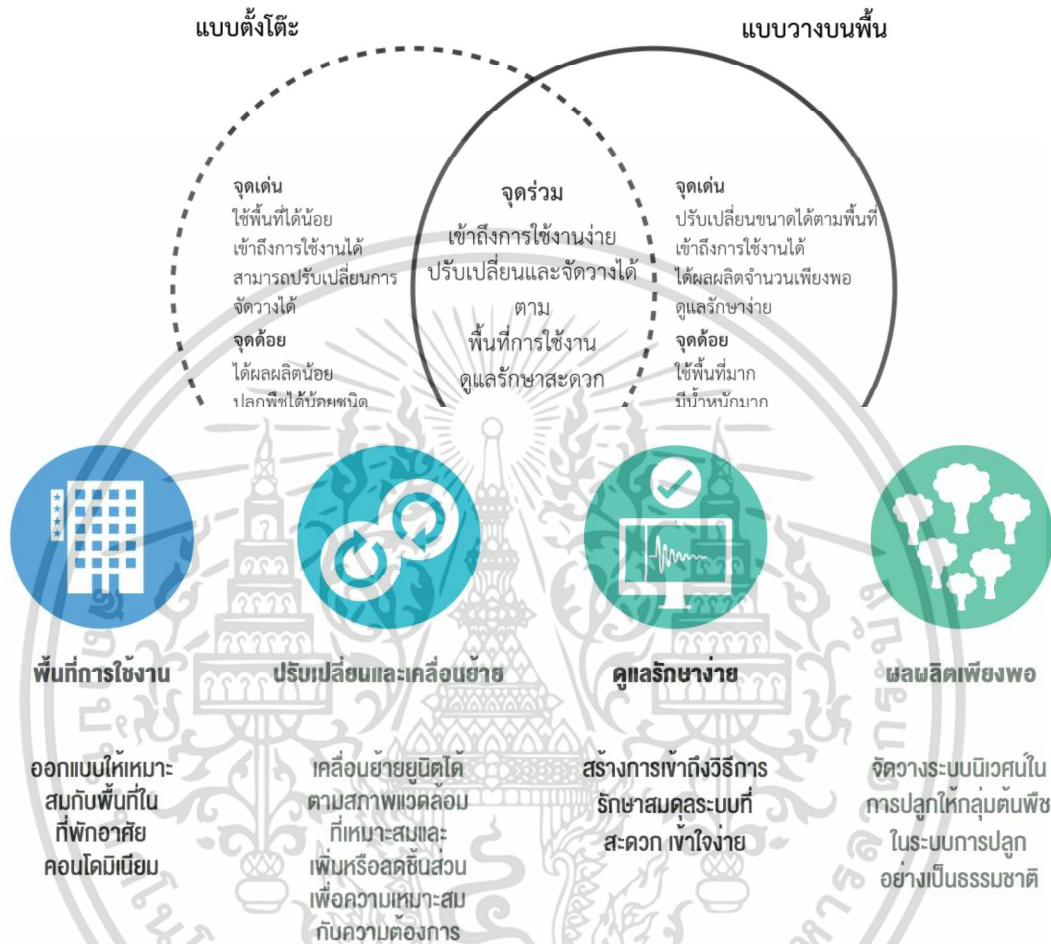 แบบตั้งโต๊ะ
แบบวางบนพื้น
จุดเด่น
ใช้พื้นที่ได้น้อย
เข้าถึงการใช้งานได้
สามารถปรับเปลี่ยนการ
จัดวางได้
จุดด้อย
ได้ผลผลิตน้อย
ปลูกพืชได้น้อยชนิด
จุดร่วม
เข้าถึงการใช้งานง่าย
ปรับเปลี่ยนและจัดวางได้
ตาม
พื้นที่การใช้งาน
ดูแลรักษาสะดวก
จุดเด่น
ปรับเปลี่ยนขนาดได้ตามพื้นที่
เข้าถึงการใช้งานได้
ได้ผลผลิตจำนวนเพียงพอ
ดูแลรักษาง่าย
จุดด้อย
ใช้พื้นที่มาก
มีน้ำหนักมาก
พื้นที่การใช้งาน
ออกแบบให้เหมาะ
สมกับพื้นที่ใน
ที่พักอาศัย
คอนโดมิเนียม
ปรับเปลี่ยนและเคลื่อนย้าย
เคลื่อนย้ายยูนิตได้
ตามสภาพแวดล้อม
ที่เหมาะสมและ
เพิ่มหรือลดชิ้นส่วน
เพื่อความเหมาะสม
กับความต้องการ
ดูแลรักษาง่าย
สร้างการเข้าถึงวิธีการ
รักษาสมดุลระบบที่
สะดวก เข้าใจง่าย
ผลผลิตเพียงพอ
จัดวางระบบนิเวศน์ใน
การปลูกให้กลุ่มต้นพืช
ในระบบการปลูก
อย่างเป็นธรรมชาติ